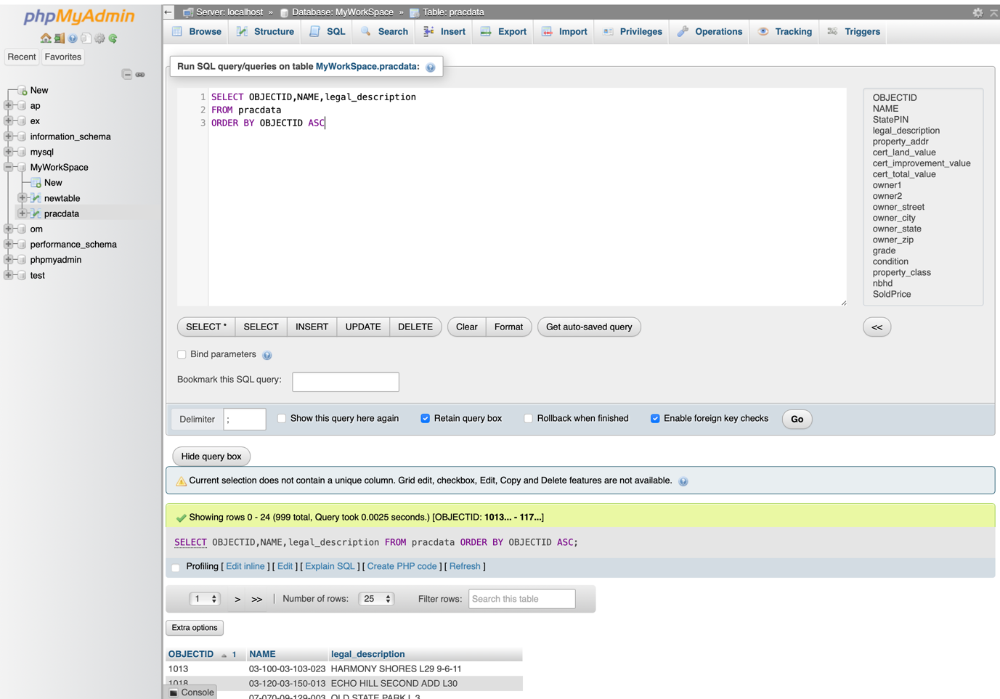 phpMyAdmin
Recent
Favorites
New
ap
ex
information_schema
mysql
MyWorkSpace
New
newtable
pracdata
om
performance_schema
phpmyadmin
test
Server: localhost » Database: MyWorkSpace » Table: pracdata
Browse
Structure
SQL
Search
Insert
Export
Import
Privileges
Operations
Tracking
Triggers
Run SQL query/queries on table MyWorkSpace.pracdata:
1 SELECT OBJECTID,NAME,legal_description
2 FROM pracdata
3 ORDER BY OBJECTID ASC
OBJECTID
NAME
StatePIN
legal_description
property_addr
cert_land_value
cert_improvement_value
cert_total_value
owner1
owner2
owner_street
owner_city
owner_state
owner_zip
grade
condition
property_class
nbhd
SoldPrice
SELECT *
SELECT
INSERT
UPDATE
DELETE
Clear
Format
Get auto-saved query
<<
Bind parameters
Bookmark this SQL query:
Delimiter ;
Show this query here again
Retain query box
Rollback when finished
Enable foreign key checks
Go
Hide query box
Current selection does not contain a unique column. Grid edit, checkbox, Edit, Copy and Delete features are not available.
Showing rows 0 - 24 (999 total, Query took 0.0025 seconds.) [OBJECTID: 1013... - 117...]
SELECT OBJECTID,NAME,legal_description FROM pracdata ORDER BY OBJECTID ASC;
Profiling [ Edit inline ] [ Edit ] [ Explain SQL ] [ Create PHP code ] [ Refresh ]
1 > >> | Number of rows: 25 Filter rows: Search this table
Extra options
OBJECTID 1 NAME legal_description
1013 03-100-03-103-023 HARMONY SHORES L29 9-6-11
1018 03-120-03-150-013 ECHO HILL SECOND ADD L30
07-070-09-129-003 OLD STATE PARK L 3
Console